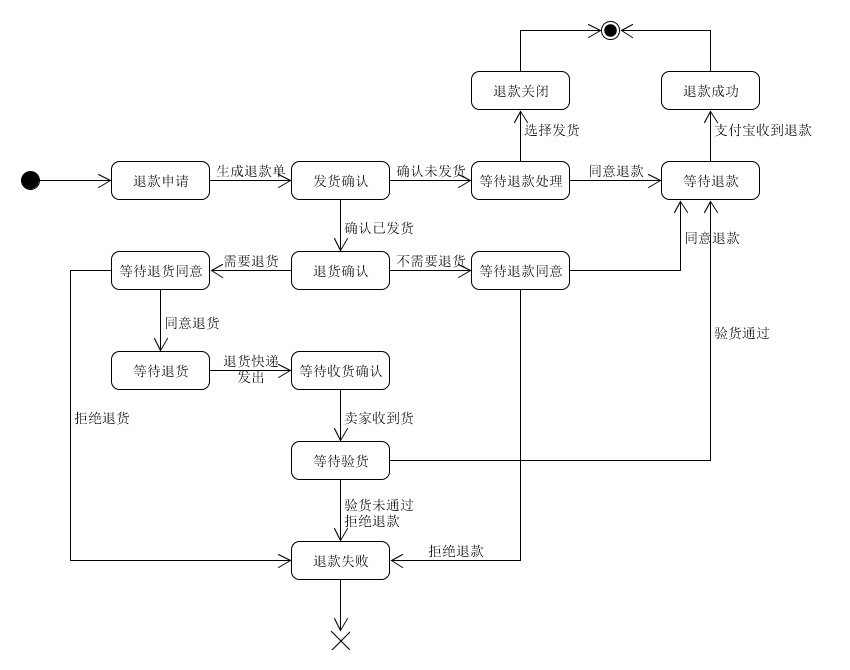 退款关闭
退款成功
选择发货
支付宝收到退款
退款申请
生成退款单
发货确认
确认未发货
等待退款处理
同意退款
等待退款
确认已发货
同意退款
等待退货同意
需要退货
退货确认
不需要退货
等待退款同意
同意退货
验货通过
等待退货
退货快递
发出
等待收货确认
拒绝退货
卖家收到货
等待验货
验货未通过
拒绝退款
退款失败
拒绝退款